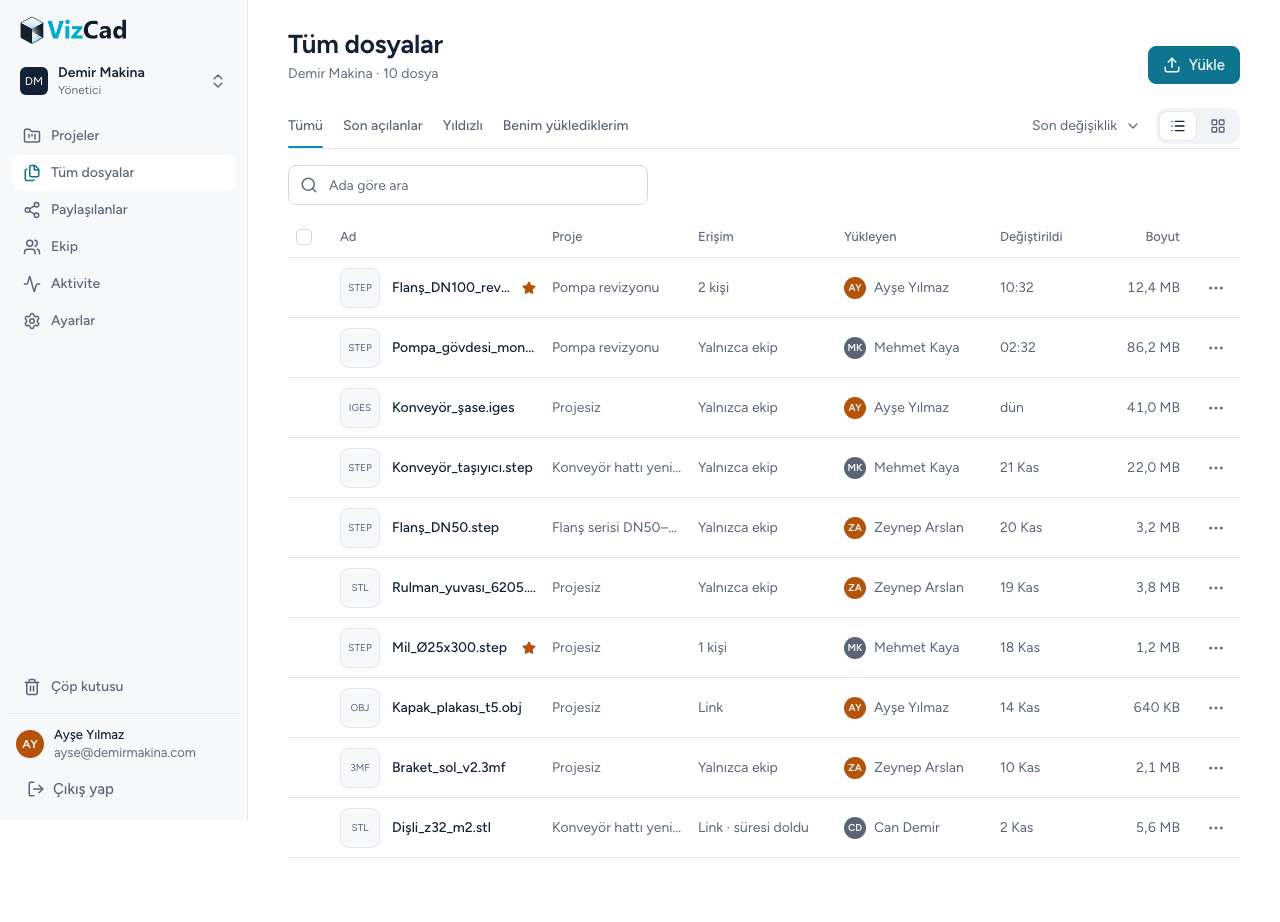 VizCad
DM
Demir Makina
Yönetici
Projeler
Tüm dosyalar
Paylaşılanlar
Ekip
Aktivite
Ayarlar
Çöp kutusu
AY
Ayşe Yılmaz
ayse@demirmakina.com
Çıkış yap
Tüm dosyalar
Demir Makina · 10 dosya
Yükle
Tümü Son açılanlar Yıldızlı Benim yüklediklerim Son değişiklik
Ada göre ara
Ad Proje Erişim Yükleyen Değiştirildi Boyut
STEP Flanş_DN100_rev... Pompa revizyonu 2 kişi AY Ayşe Yılmaz 10:32 12,4 MB
STEP Pompa_gövdesi_mon... Pompa revizyonu Yalnızca ekip MK Mehmet Kaya 02:32 86,2 MB
IGES Konveyör_şase.iges Projesiz Yalnızca ekip AY Ayşe Yılmaz dün 41,0 MB
STEP Konveyör_taşıyıcı.step Konveyör hattı yeni... Yalnızca ekip MK Mehmet Kaya 21 Kas 22,0 MB
STEP Flanş_DN50.step Flanş serisi DN50–... Yalnızca ekip ZA Zeynep Arslan 20 Kas 3,2 MB
STL Rulman_yuvası_6205.... Projesiz Yalnızca ekip ZA Zeynep Arslan 19 Kas 3,8 MB
STEP Mil_Ø25x300.step Projesiz 1 kişi MK Mehmet Kaya 18 Kas 1,2 MB
OBJ Kapak_plakası_t5.obj Projesiz Link AY Ayşe Yılmaz 14 Kas 640 KB
3MF Braket_sol_v2.3mf Projesiz Yalnızca ekip ZA Zeynep Arslan 10 Kas 2,1 MB
STL Dişli_z32_m2.stl Konveyör hattı yeni... Link · süresi doldu CD Can Demir 2 Kas 5,6 MB